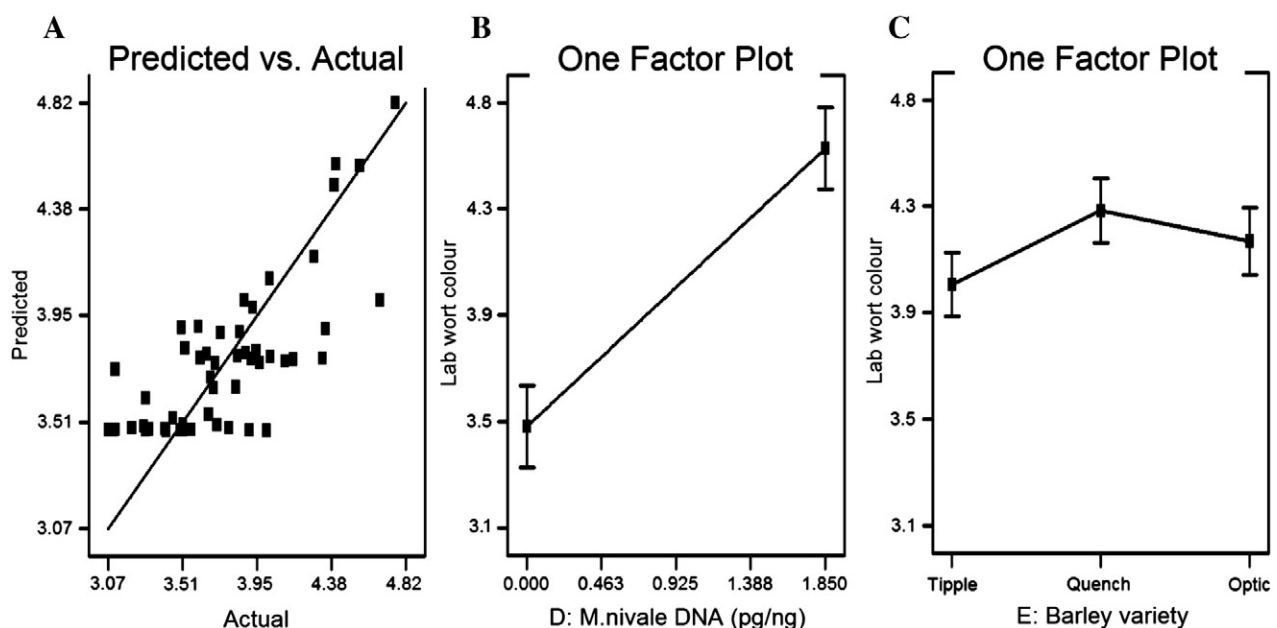 A
Predicted vs. Actual
4.82
4.38
3.95
3.51
3.07
Predicted
3.07 3.51 3.95 4.38 4.82
Actual
B
One Factor Plot
4.8
4.3
3.9
3.5
3.1
Lab wort colour
0.000 0.463 0.925 1.388 1.850
D: M.nivale DNA (pg/ng)
C
One Factor Plot
4.8
4.3
3.9
3.5
3.1
Lab wort colour
Tipple Quench Optic
E: Barley variety